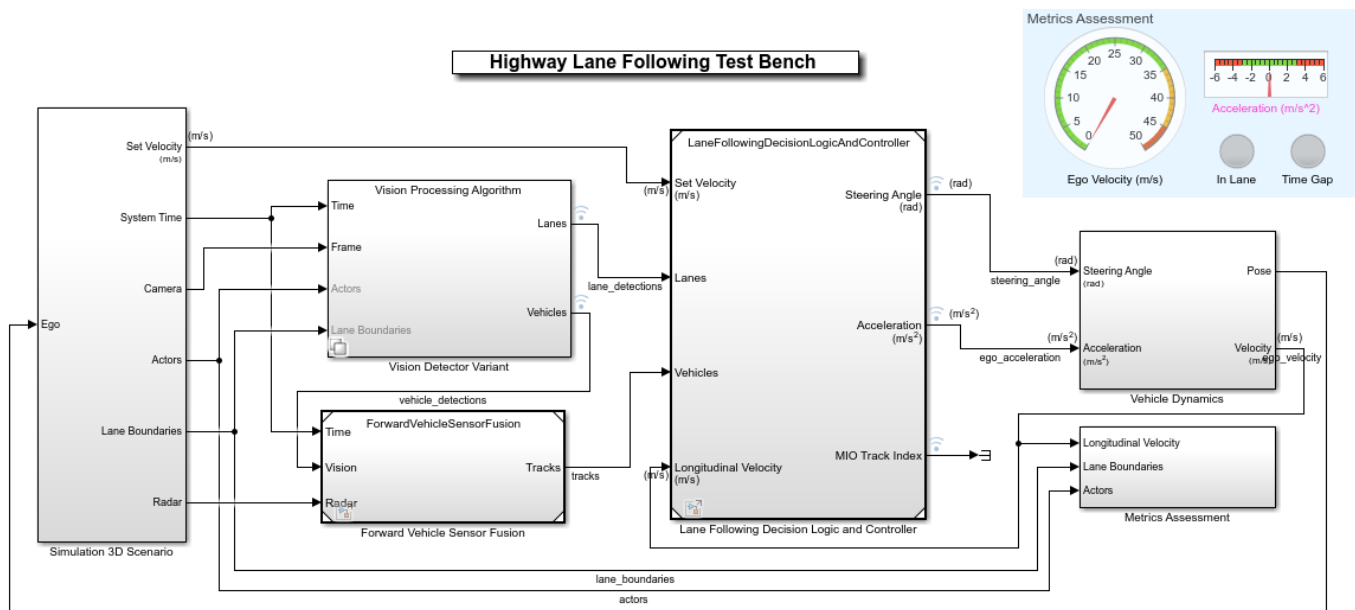 Metrics Assessment
Highway Lane Following Test Bench
0
5
10
15
20
25
30
35
40
50
Ego Velocity (m/s)
-6 -4 -2 0 2 4 6
Acceleration (m/s^2)
In Lane
Time Gap
Ego
Set Velocity
(m/s)
System Time
Camera
Actors
Lane Boundaries
Radar
Simulation 3D Scenario
(m/s)
Vision Processing Algorithm
Time
Frame
Actors
Lane Boundaries
Lanes
Vehicles
Vision Detector Variant
lane_detections
vehicle_detections
ForwardVehicleSensorFusion
Time
Vision
Radar
Tracks
Forward Vehicle Sensor Fusion
tracks
(m/s)
LaneFollowingDecisionLogicAndController
Set Velocity
(m/s)
Lanes
Vehicles
(m/s)
Longitudinal Velocity
(m/s)
Steering Angle
(rad)
Acceleration
(m/s²)
MIO Track Index
Lane Following Decision Logic and Controller
(rad)
steering_angle
(m/s²)
ego_acceleration
(rad)
Steering Angle
(rad)
(m/s²)
Acceleration
(m/s²)
Pose
Velocity
(m/s)
(m/s)
ego_velocity
Vehicle Dynamics
Longitudinal Velocity
Lane Boundaries
Actors
Metrics Assessment
lane_boundaries
actors